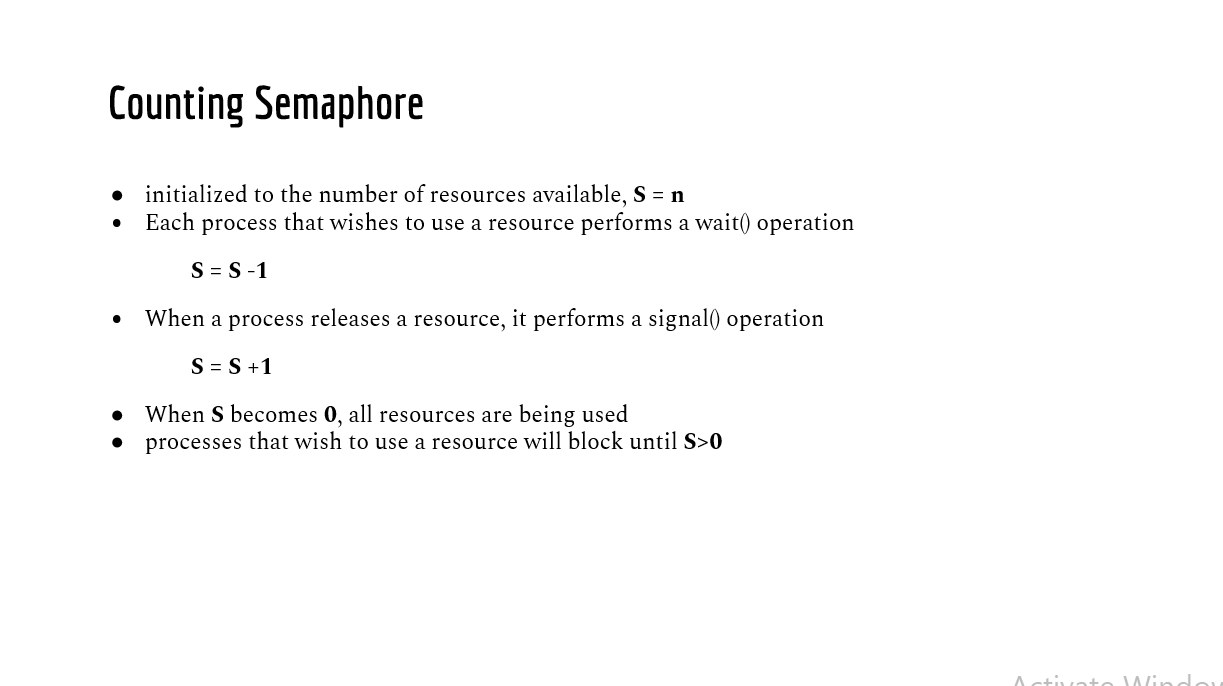 Counting Semaphore
● initialized to the number of resources available, S = n
● Each process that wishes to use a resource performs a wait() operation
S = S -1
● When a process releases a resource, it performs a signal() operation
S = S +1
● When S becomes 0, all resources are being used
● processes that wish to use a resource will block until S>0
Activate Window